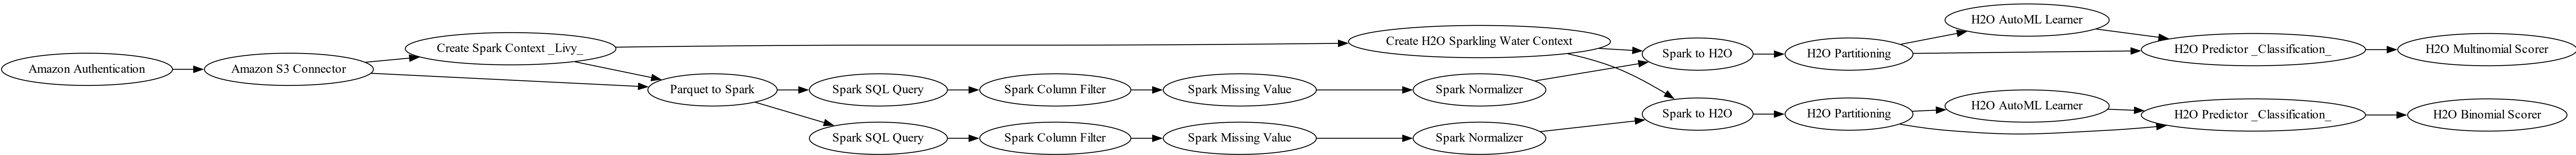 Amazon Authentication
Amazon S3 Connector
Create Spark Context _Livy_
Parquet to Spark
Spark SQL Query
Spark Column Filter
Spark Missing Value
Spark Normalizer
Create H2O Sparkling Water Context
Spark to H2O
H2O Partitioning
H2O AutoML Learner
H2O Predictor _Classification_
H2O Multinomial Scorer
Spark SQL Query
Spark Column Filter
Spark Missing Value
Spark Normalizer
Spark to H2O
H2O Partitioning
H2O AutoML Learner
H2O Predictor _Classification_
H2O Binomial Scorer